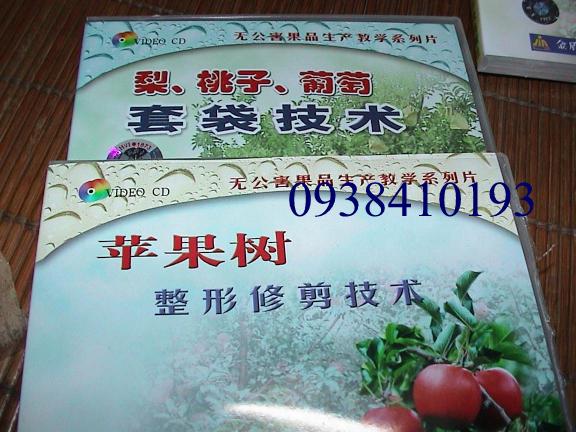 VIDEO CD
无公害果品生产教学系列片
梨、桃子、葡萄
套袋技术
VIDEO CD
无公害果品生产教学系列片
0938410193
苹果树
整形修剪技术